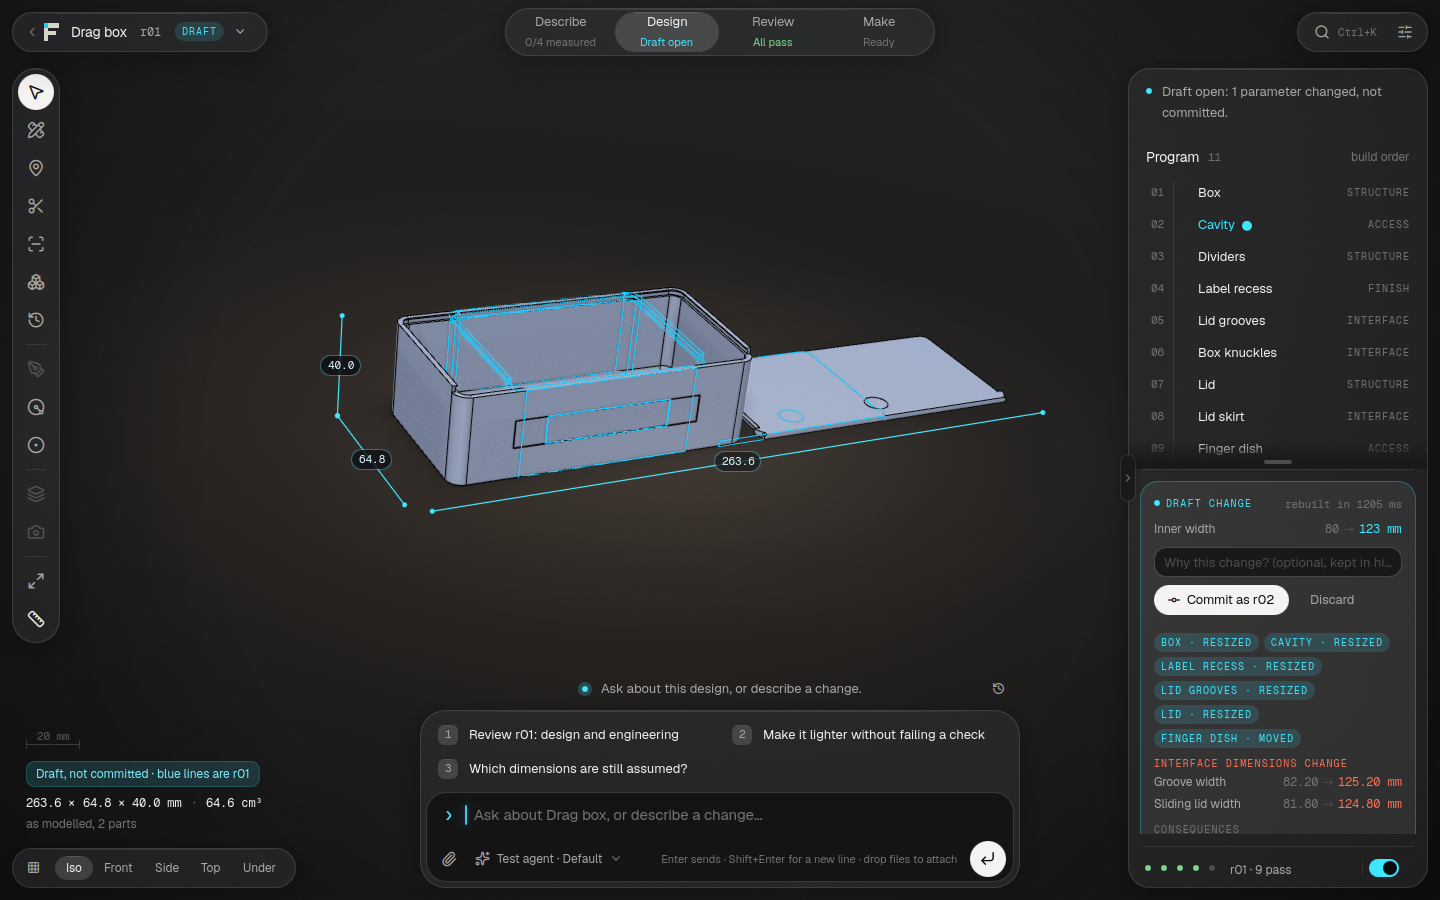 Drag box r01 DRAFT
Describe
0/4 measured
Design
Draft open
Review
All pass
Make
Ready
Ctrl+K
Draft open: 1 parameter changed, not
committed.
Program 11 build order
01 Box STRUCTURE
02 Cavity ACCESS
03 Dividers STRUCTURE
04 Label recess FINISH
05 Lid grooves INTERFACE
06 Box knuckles INTERFACE
07 Lid STRUCTURE
08 Lid skirt INTERFACE
09 Finger dish ACCESS
DRAFT CHANGE rebuilt in 1205 ms
Inner width 80 → 123 mm
Why this change? (optional, kept in hi...
Commit as r02 Discard
BOX · RESIZED CAVITY · RESIZED
LABEL RECESS · RESIZED
LID GROOVES · RESIZED
LID · RESIZED
FINGER DISH · MOVED
INTERFACE DIMENSIONS CHANGE
Groove width 82.20 → 125.20 mm
Sliding lid width 81.80 → 124.80 mm
CONSEQUENCES
r01 · 9 pass
40.0
64.8
263.6
Ask about this design, or describe a change.
1 Review r01: design and engineering
2 Make it lighter without failing a check
3 Which dimensions are still assumed?
Ask about Drag box, or describe a change...
Test agent · Default
Enter sends · Shift+Enter for a new line · drop files to attach
20 mm
Draft, not committed · blue lines are r01
263.6 × 64.8 × 40.0 mm · 64.6 cm³
as modelled, 2 parts
Iso Front Side Top Under